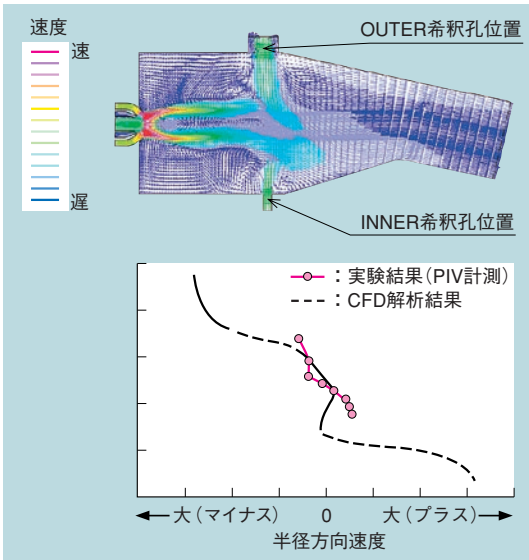 速度
速
遅
OUTER希釈孔位置
INNER希釈孔位置
：実験結果（PIV計測）
：CFD解析結果
大（マイナス） 0 大（プラス）
半径方向速度